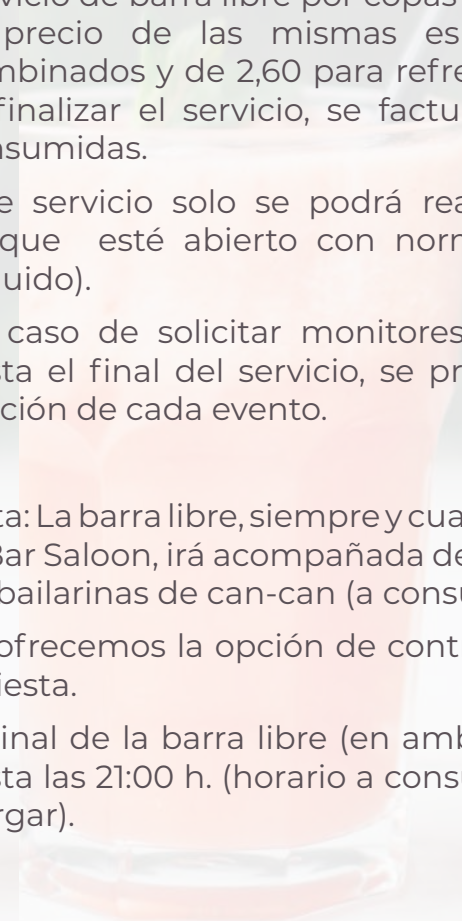 vicio de barra libre por copas
precio de las mismas es
mbinados y de 2,60 para refre
finalizar el servicio, se factu
nsumidas.
e servicio solo se podrá rea
que esté abierto con norm
uido).
caso de solicitar monitores
ta el final del servicio, se pr
ción de cada evento.
ta: La barra libre, siempre y cua
Bar Saloon, irá acompañada de
bailarinas de can-can (a consu
ofrecemos la opción de cont
iesta.
inal de la barra libre (en amb
ta las 21:00 h. (horario a cons
rgar).